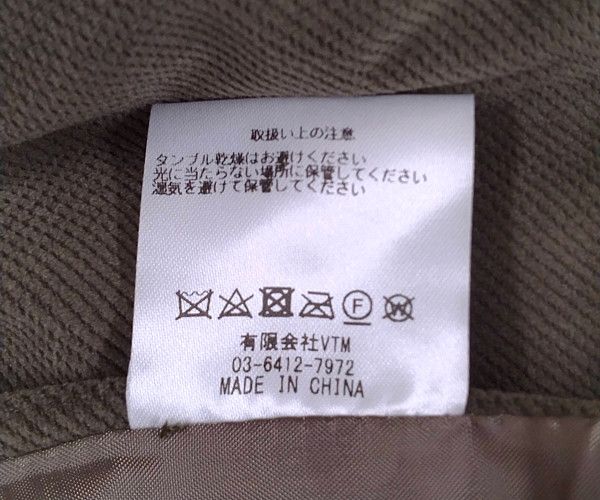 取扱い上の注意
タンブル乾燥はお避けください
光に当たらない場所に保管してください
湿気を避けて保管してください
F W
有限会社VTM
03-6412-7972
MADE IN CHINA